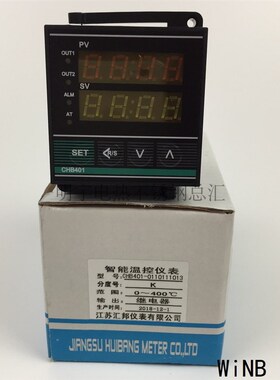 PV
OUT1
OUT2
ALM
SV
AT
SET
R/S
CHB401
智能温控仪表
型号: CHB401-0110111013
分度号: K
范围: 0~400℃
输出: 继电器
生产时间: 2018-12-1
江苏汇邦仪表有限公司
JIANGSU HUIBANG METER CO.,LTD
WiNB